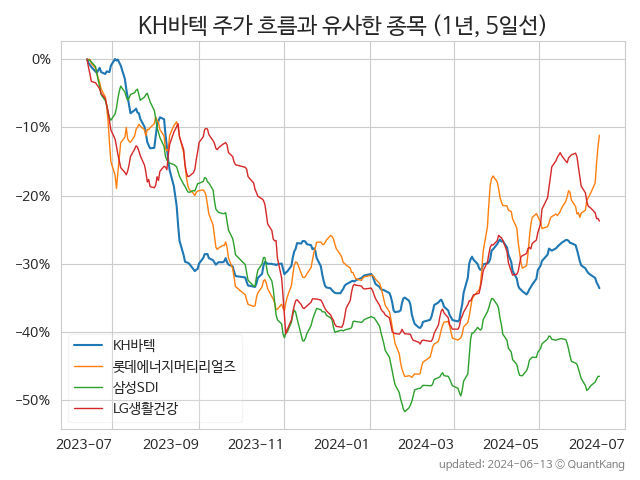 KH바텍 주가 흐름과 유사한 종목 (1년, 5일선)
0%
−10%
−20%
−30%
−40%
−50%
KH바텍
롯데에너지머티리얼즈
삼성SDI
LG생활건강
2023-07 2023-09 2023-11 2024-01 2024-03 2024-05 2024-07
updated: 2024-06-13 © QuantKang